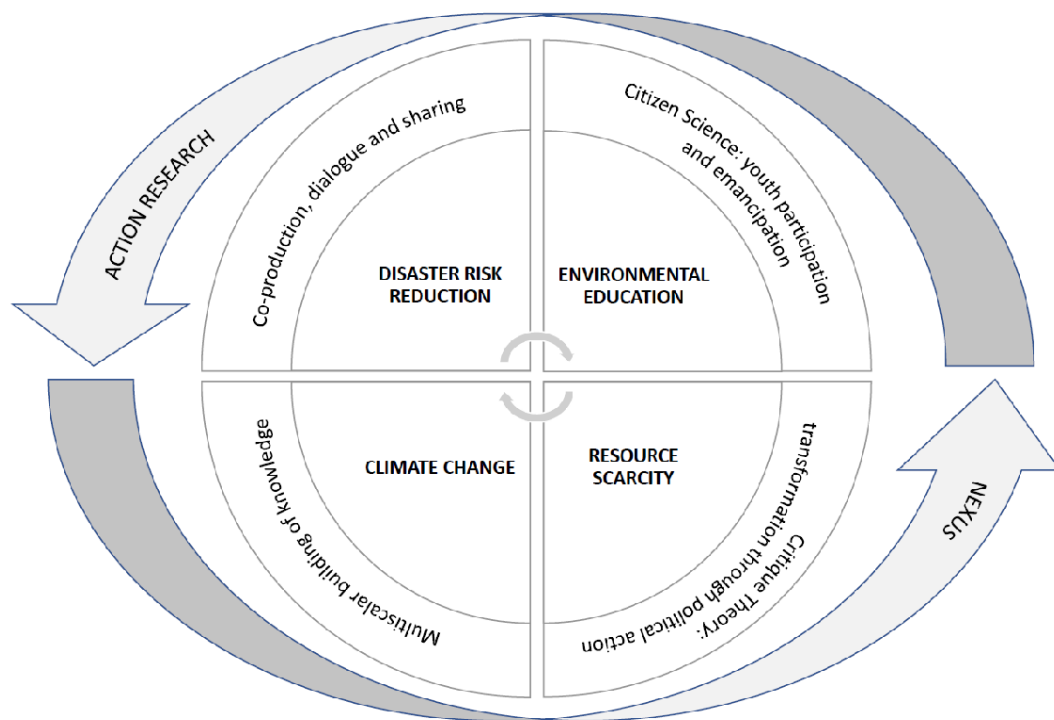 ACTION RESEARCH
Co-production, dialogue and sharing
Citizen Science: youth participation
and emancipation
DISASTER RISK
REDUCTION
ENVIRONMENTAL
EDUCATION
CLIMATE CHANGE
RESOURCE
SCARCITY
Multiscalar building of knowledge
Critique Theory:
transformation through political action
NEXUS